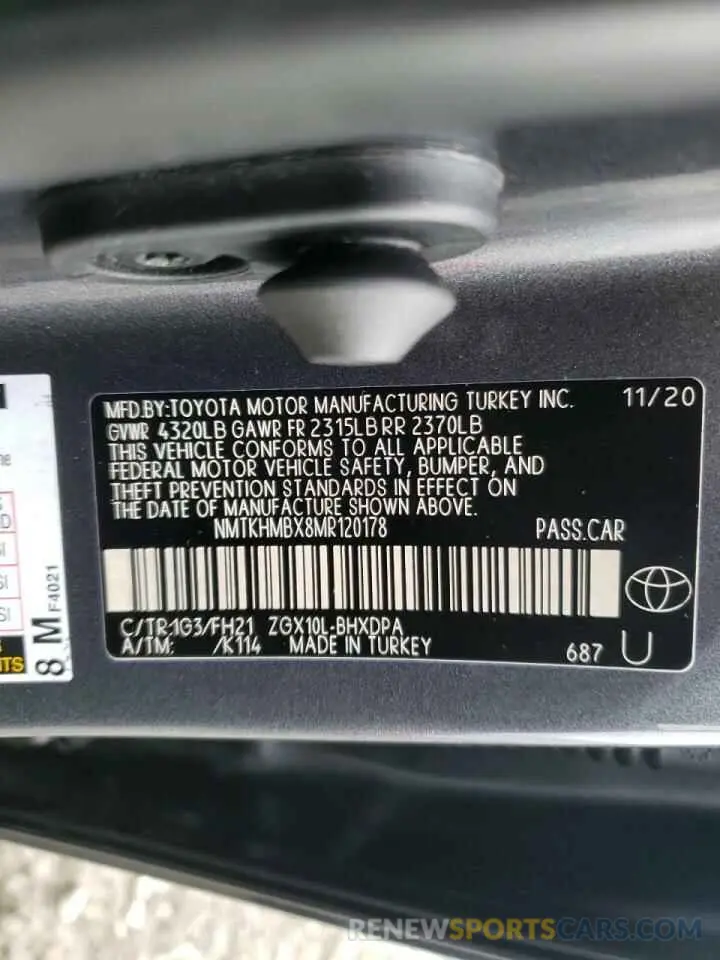 MFD.BY:TOYOTA MOTOR MANUFACTURING TURKEY INC. 11/20
GVWR 4320LB GAWR FR 2315LB RR 2370LB
THIS VEHICLE CONFORMS TO ALL APPLICABLE
FEDERAL MOTOR VEHICLE SAFETY, BUMPER, AND
THEFT PREVENTION STANDARDS IN EFFECT ON
THE DATE OF MANUFACTURE SHOWN ABOVE.
NMTKHMBX8MR120178 PASS.CAR
C/TR:1G3/FH21 ZGX10L-BHXDPA
A/TM: /K114 MADE IN TURKEY 687 U
8 M F4021
RENEWSPORTSCARS.COM